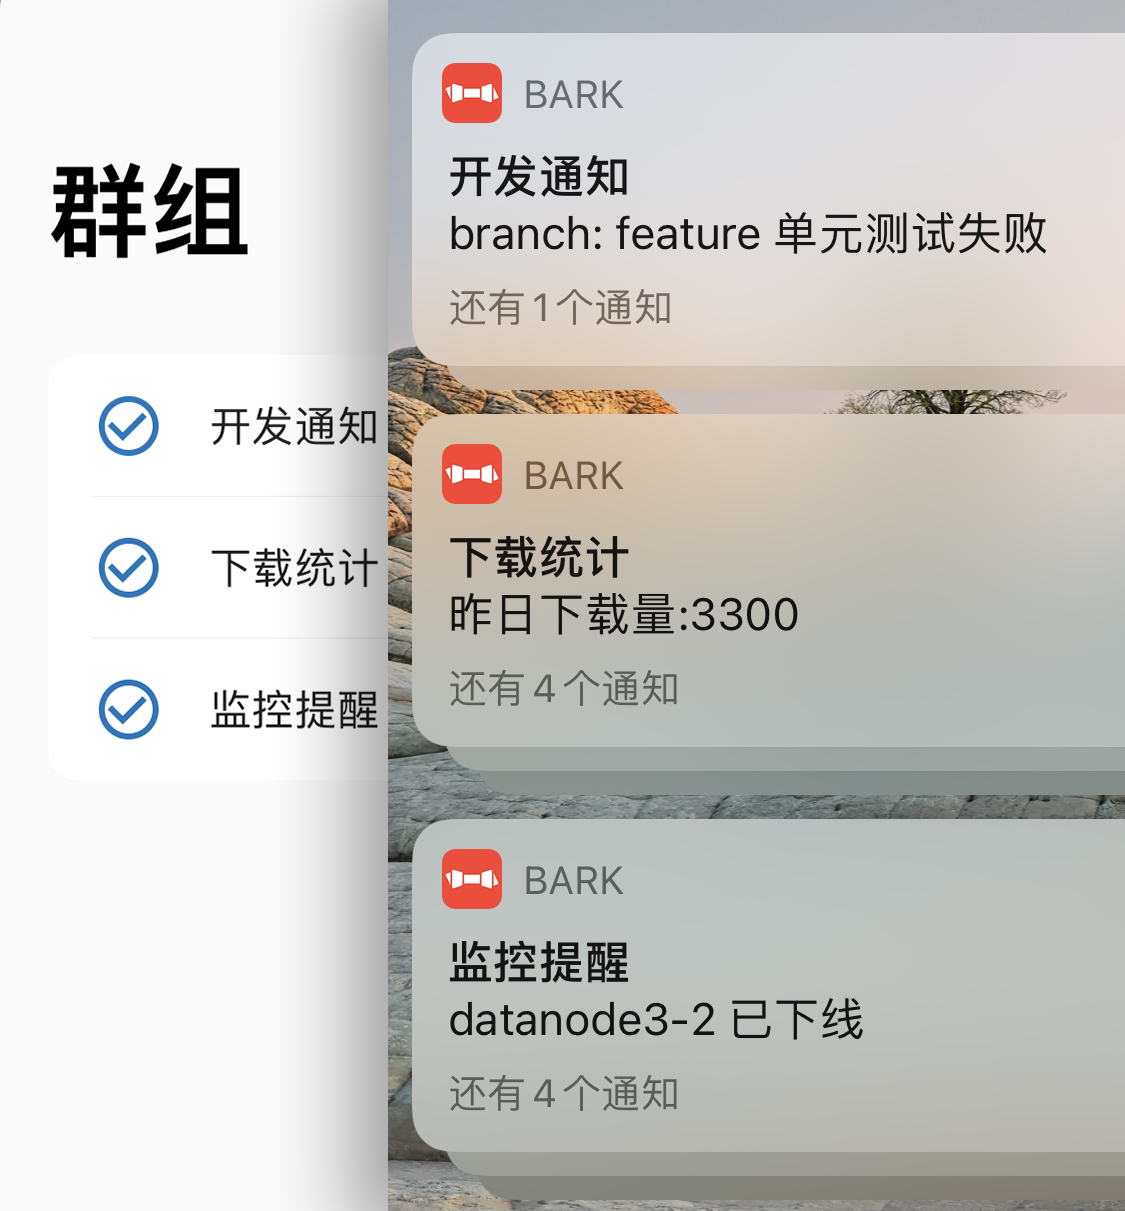 群组
开发通知
下载统计
监控提醒
BARK
开发通知
branch: feature 单元测试失败
还有 1 个通知
BARK
下载统计
昨日下载量:3300
还有 4 个通知
BARK
监控提醒
datanode3-2 已下线
还有 4 个通知